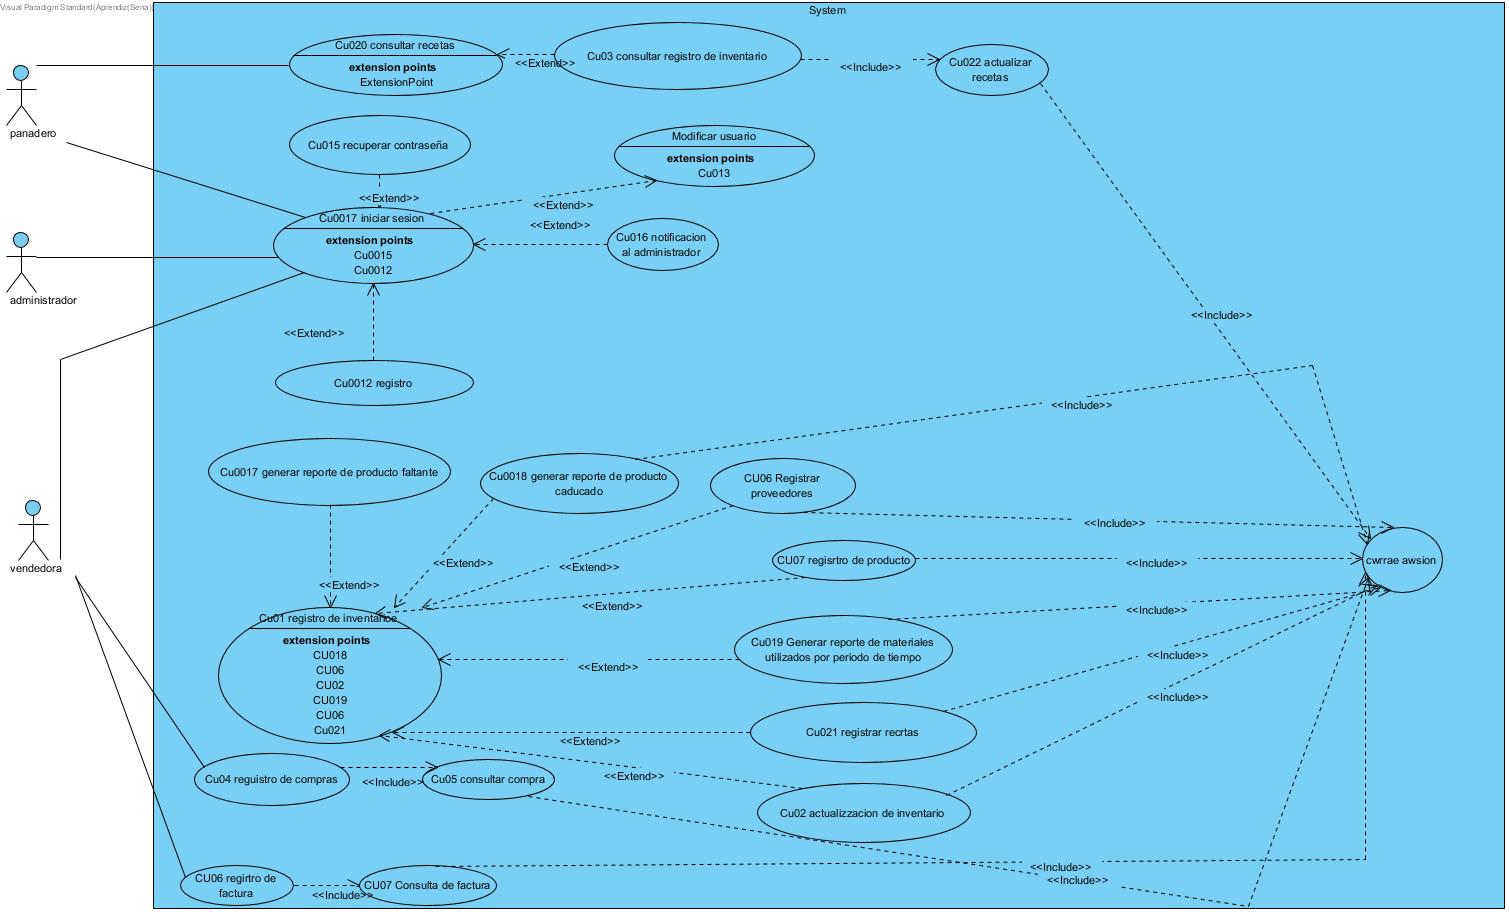 Visual Paradigm Standard(Aprendiz(Sena))
System
Cu020 consultar recetas
extension points
ExtensionPoint
<<Extend>>
Cu03 consultar registro de inventario
<<Include>>
Cu022 actualizar
recetas
panadero
Cu015 recuperar contraseña
Modificar usuario
extension points
Cu013
<<Extend>>
<<Extend>>
<<Extend>>
Cu0017 iniciar sesion
extension points
Cu0015
Cu0012
Cu016 notificacion
al administrador
administrador
<<Include>>
<<Extend>>
Cu0012 registro
<<Include>>
Cu0017 generar reporte de producto faltante
Cu0018 generar reporte de producto
caducado
CU06 Registrar
proveedores
<<Include>>
vendedora
<<Extend>>
<<Extend>>
<<Extend>>
CU07 regisrtro de producto
<<Include>>
cwrrae awsion
<<Extend>>
<<Include>>
Cu01 registro de inventarioe
extension points
CU018
CU06
CU02
CU019
CU06
Cu021
Cu019 Generar reporte de materiales
utilizados por periodo de tiempo
<<Extend>>
<<Include>>
<<Include>>
Cu021 registrar recrtas
<<Extend>>
<<Extend>>
Cu04 reguistro de compras
<<Include>>
Cu05 consultar compra
Cu02 actualizzacion de inventario
CU06 regirtro de
factura
<<Include>>
CU07 Consulta de factura
<<Include>>
<<Include>>